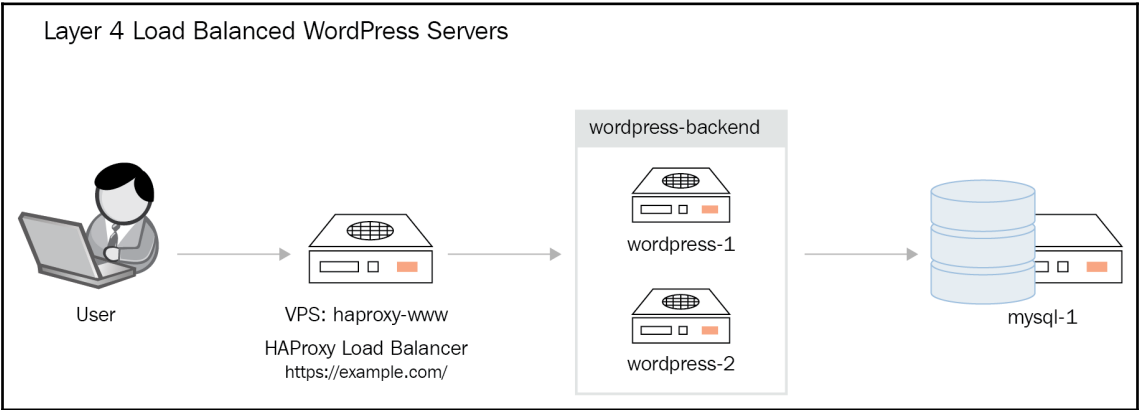 Layer 4 Load Balanced WordPress Servers
User
VPS: haproxy-www
HAProxy Load Balancer
https://example.com/
wordpress-backend
wordpress-1
wordpress-2
mysql-1